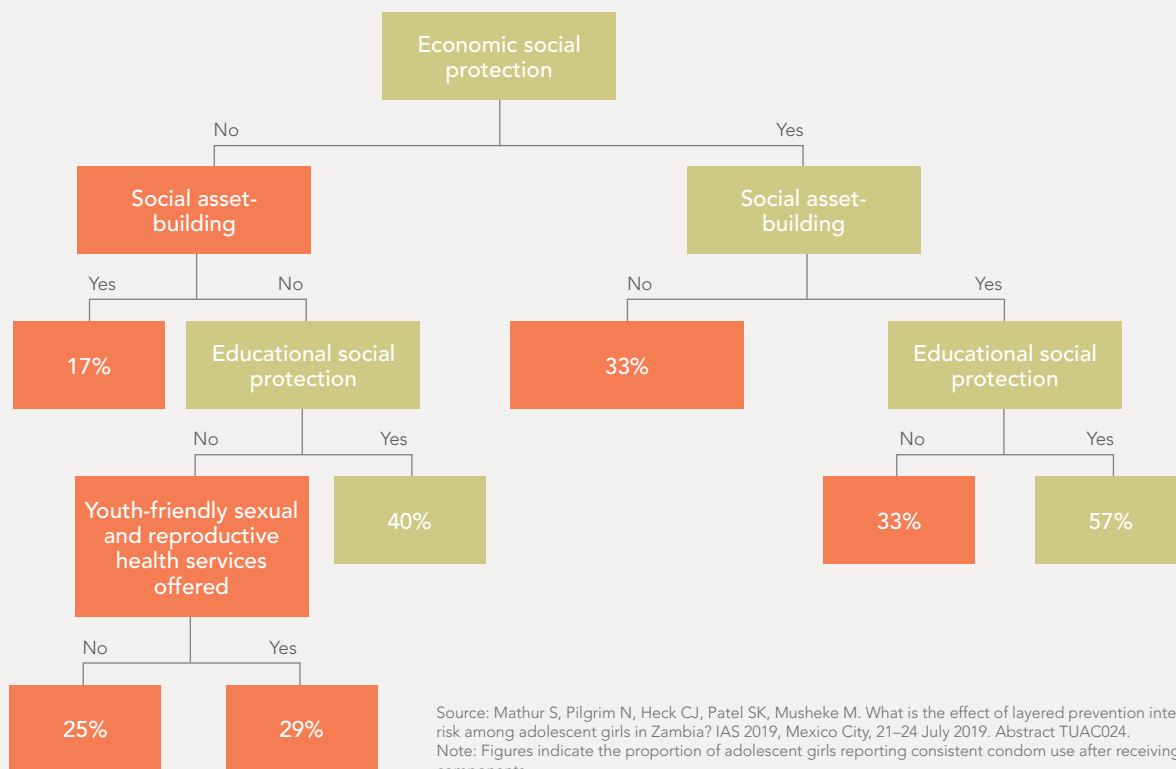 Economic social
protection
No
Yes
Social asset-
building
Social asset-
building
Yes
No
No
Yes
17%
Educational social
protection
33%
Educational social
protection
No
Yes
No
Yes
Youth-friendly sexual
and reproductive
health services
offered
40%
33%
57%
No
Yes
25%
29%
Source: Mathur S, Pilgrim N, Heck CJ, Patel SK, Musheke M. What is the effect of layered prevention inte
risk among adolescent girls in Zambia? IAS 2019, Mexico City, 21–24 July 2019. Abstract TUAC024.
Note: Figures indicate the proportion of adolescent girls reporting consistent condom use after receiving